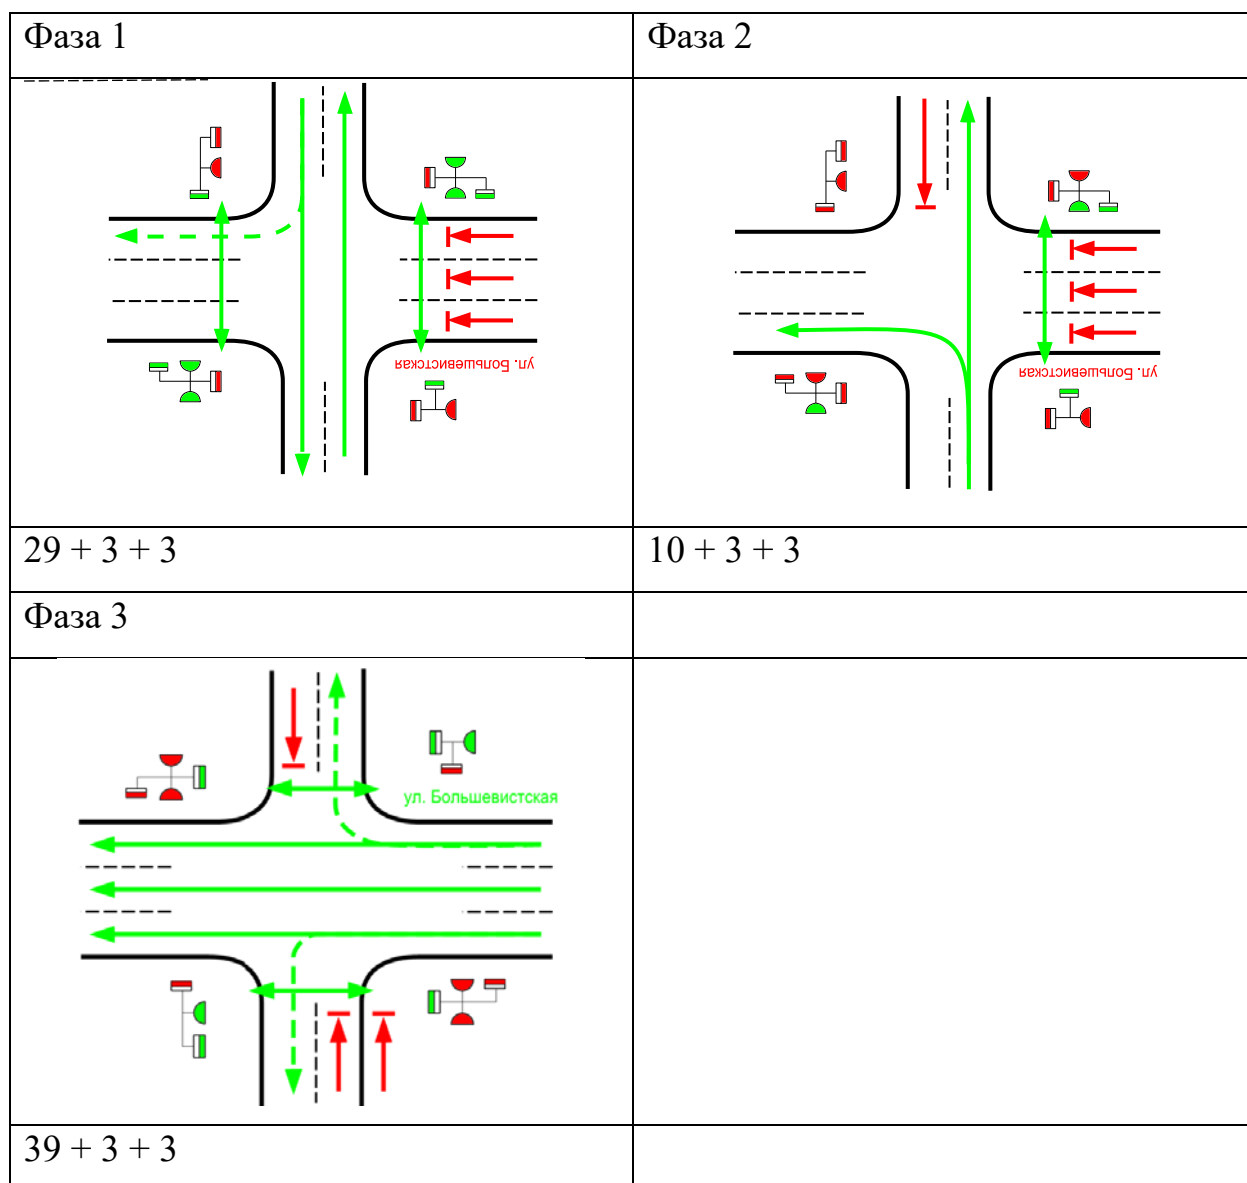 Фаза 1
Фаза 2
ул. Большевистская
ул. Большевистская
29 + 3 + 3
10 + 3 + 3
Фаза 3
ул. Большевистская
39 + 3 + 3